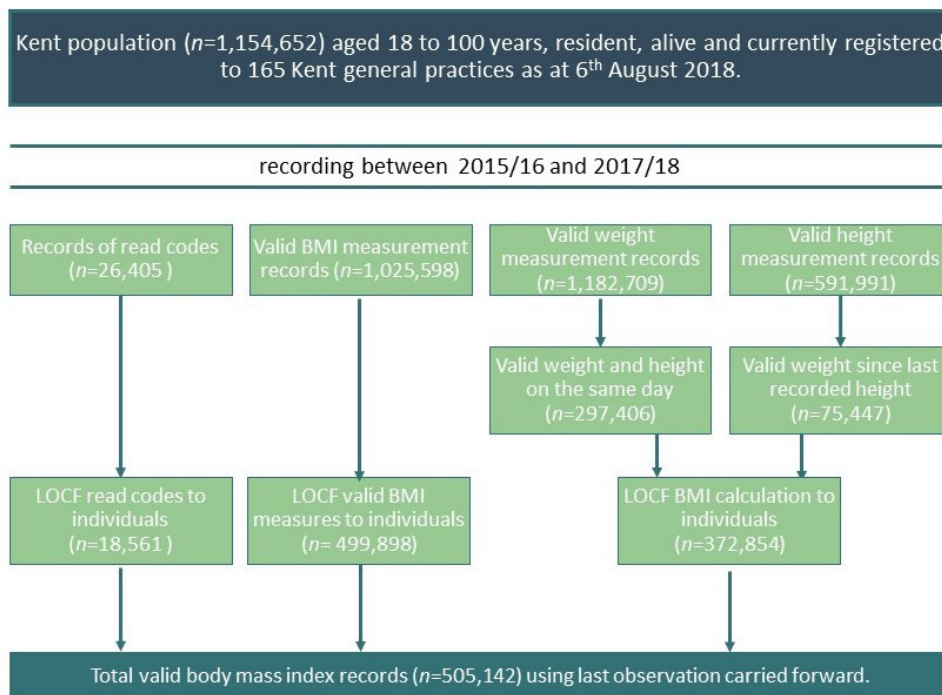 Kent population (n=1,154,652) aged 18 to 100 years, resident, alive and currently registered
to 165 Kent general practices as at 6th August 2018.
recording between 2015/16 and 2017/18
Records of read codes
(n=26,405 )
Valid BMI measurement
records (n=1,025,598)
Valid weight
measurement records
(n=1,182,709)
Valid height
measurement records
(n=591,991)
Valid weight and height
on the same day
(n=297,406)
Valid weight since last
recorded height
(n=75,447)
LOCF read codes to
individuals
(n=18,561 )
LOCF valid BMI
measures to individuals
(n= 499,898)
LOCF BMI calculation to
individuals
(n=372,854)
Total valid body mass index records (n=505,142) using last observation carried forward.